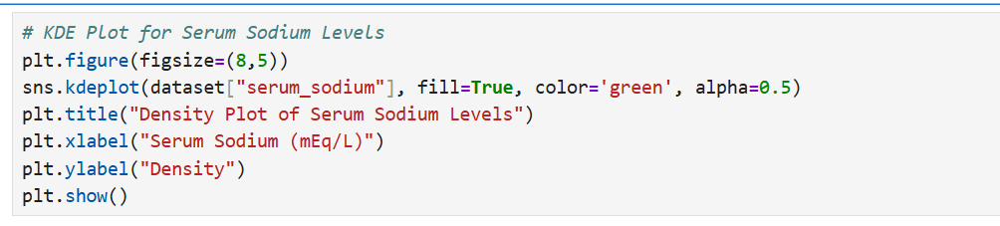 # KDE Plot for Serum Sodium Levels
plt.figure(figsize=(8,5))
sns.kdeplot(dataset["serum_sodium"], fill=True, color='green', alpha=0.5)
plt.title("Density Plot of Serum Sodium Levels")
plt.xlabel("Serum Sodium (mEq/L)")
plt.ylabel("Density")
plt.show()